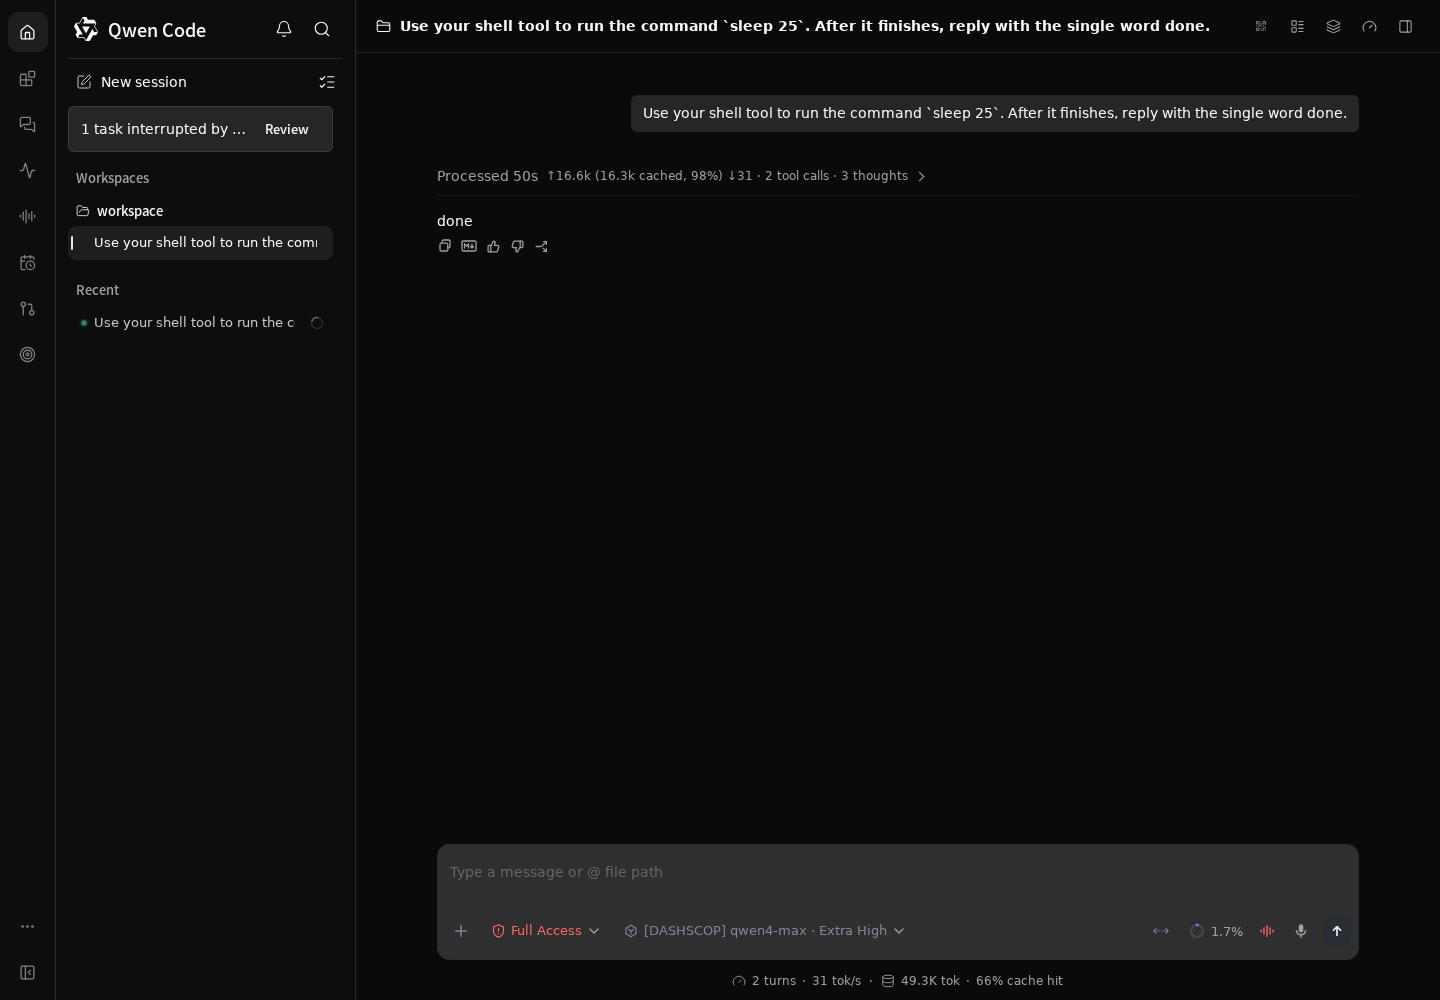 Qwen Code
New session
1 task interrupted by ...
Review
Workspaces
workspace
Use your shell tool to run the com
Recent
Use your shell tool to run the c
Use your shell tool to run the command `sleep 25`. After it finishes, reply with the single word done.
Use your shell tool to run the command `sleep 25`. After it finishes, reply with the single word done.
Processed 50s ↑16.6k (16.3k cached, 98%) ↓31 · 2 tool calls · 3 thoughts
done
Type a message or @ file path
Full Access
[DASHSCOP] qwen4-max · Extra High
1.7%
2 turns · 31 tok/s · 49.3K tok · 66% cache hit